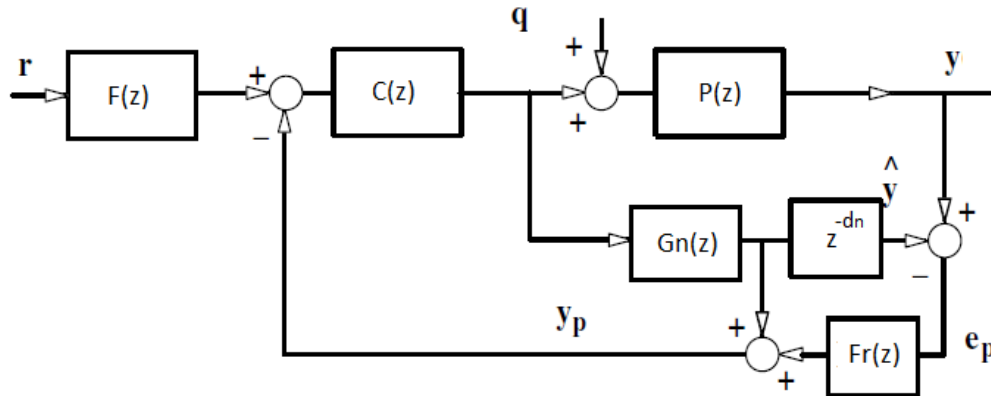 q
r
y
F(z)
+
−
C(z)
+
+
P(z)
^
y
+
−
Gn(z)
z^-dn
y_p
+
+
Fr(z)
e_p